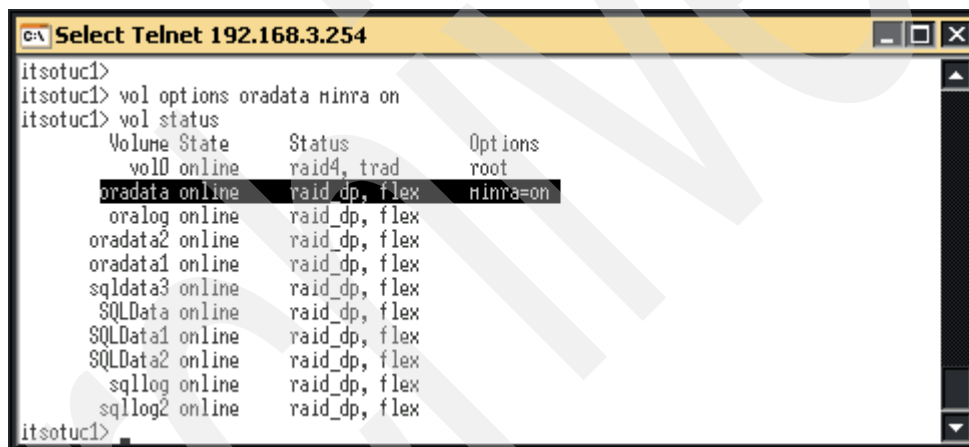 Select Telnet 192.168.3.254
itsotuc1>
itsotuc1> vol options oradata minra on
itsotuc1> vol status
Volume State Status Options
vol0 online raid4, trad root
oradata online raid_dp, flex minra=on
oralog online raid_dp, flex
oradata2 online raid_dp, flex
oradata1 online raid_dp, flex
sqldata3 online raid_dp, flex
SQLData online raid_dp, flex
SQLData1 online raid_dp, flex
SQLData2 online raid_dp, flex
sqllog online raid_dp, flex
sqllog2 online raid_dp, flex
itsotuc1>